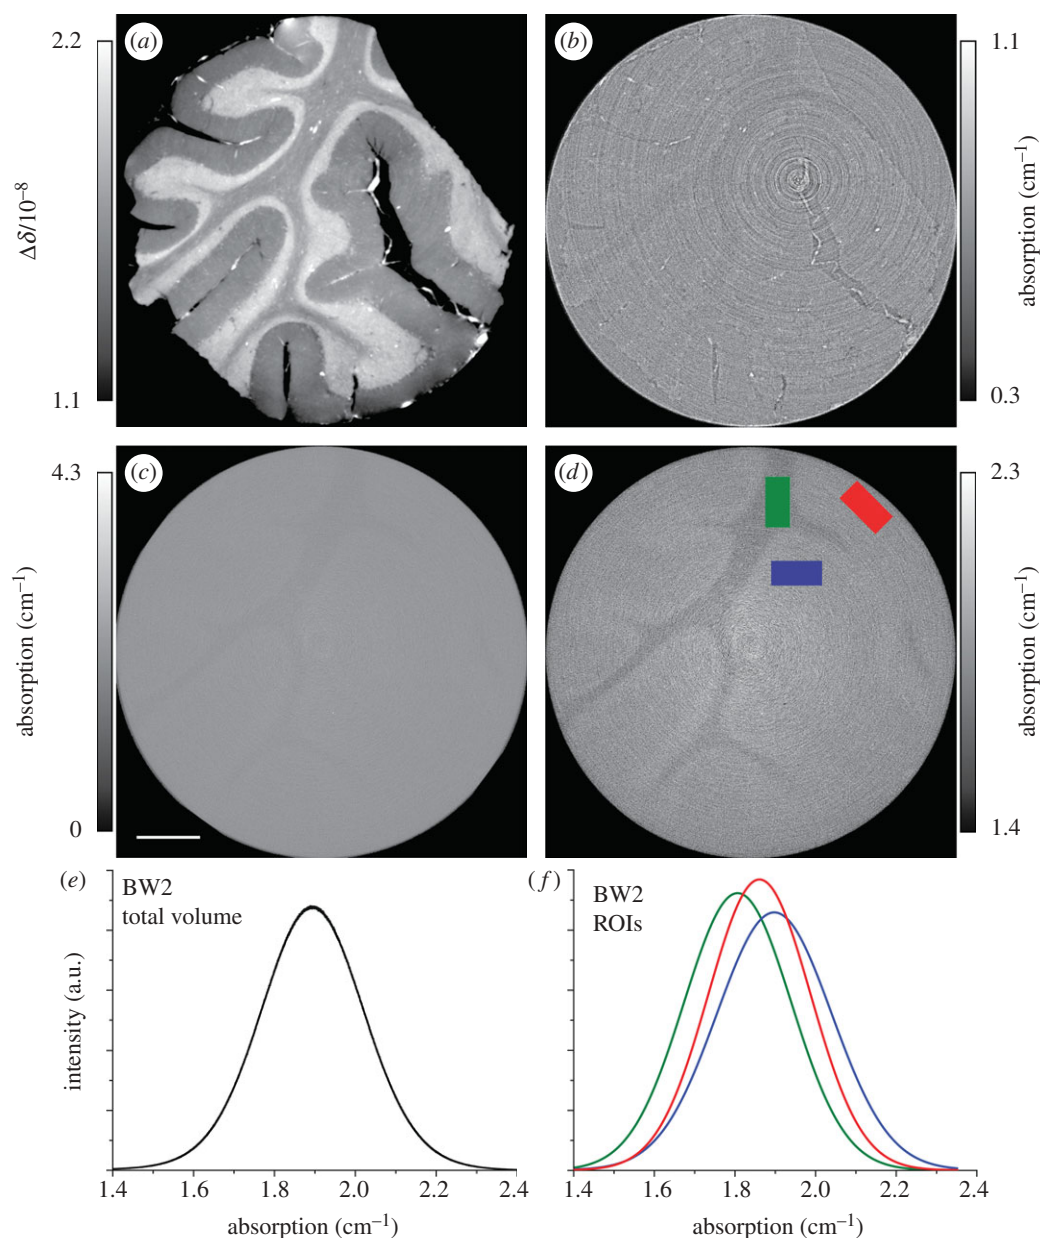 2.2
(a)
Δδ/10⁻⁸
1.1
(b)
1.1
absorption (cm⁻¹)
0.3
4.3
(c)
absorption (cm⁻¹)
0
(d)
2.3
absorption (cm⁻¹)
1.4
(e)
BW2
total volume
intensity (a.u.)
1.4 1.6 1.8 2.0 2.2 2.4
absorption (cm⁻¹)
(f)
BW2
ROIs
1.4 1.6 1.8 2.0 2.2 2.4
absorption (cm⁻¹)